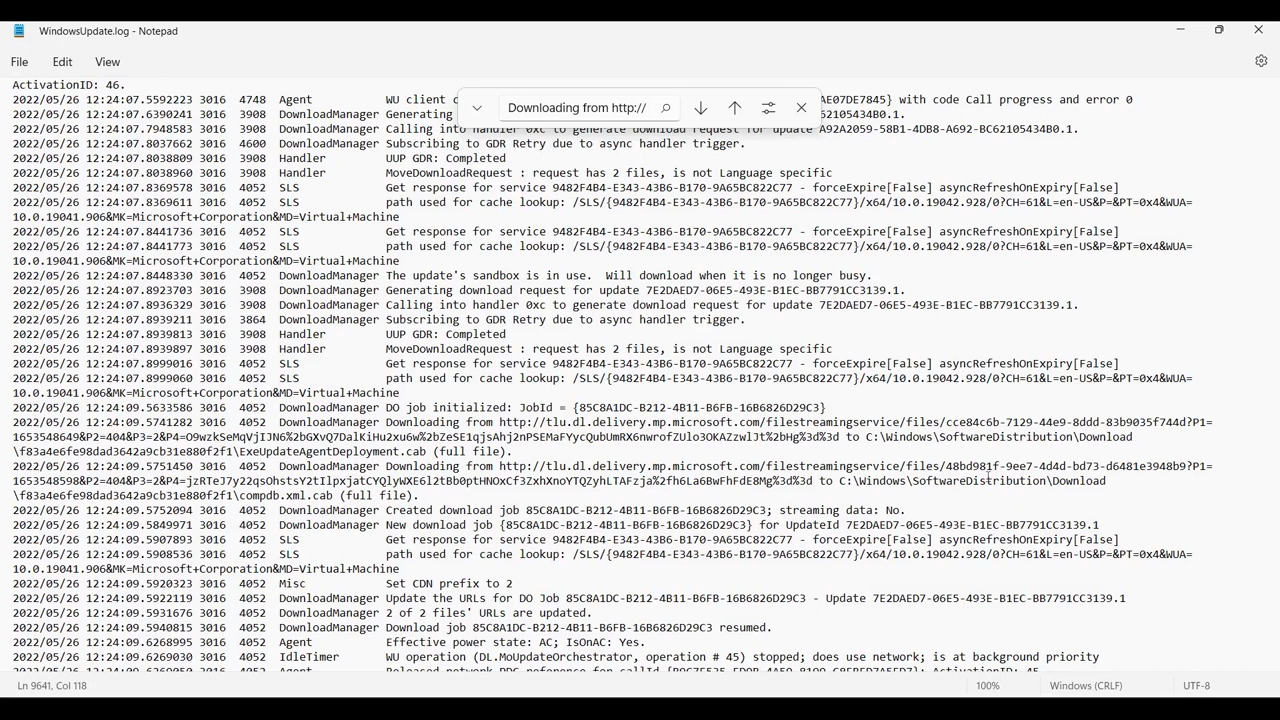 WindowsUpdate.log - Notepad
File Edit View
Downloading from http://
ActivationID: 46.
2022/05/26 12:24:07.5592223 3016 4748 Agent WU client c AE07DE7845} with code Call progress and error 0
2022/05/26 12:24:07.6390241 3908 DownloadManager Generating 62105434B0.1.
2022/05/26 12:24:07.7948583 3016 3908 DownloadManager Calling into handler 0xc to generate download request for update A92A2059-58B1-4DB8-A692-BC62105434B0.1.
2022/05/26 12:24:07.8037662 3016 4600 DownloadManager Subscribing to GDR Retry due to async handler trigger.
2022/05/26 12:24:07.8038809 3016 3908 Handler UUP GDR: Completed
2022/05/26 12:24:07.8038960 3016 3908 Handler MoveDownloadRequest : request has 2 files, is not Language specific
2022/05/26 12:24:07.8369578 3016 4052 SLS Get response for service 9482F4B4-E343-43B6-B170-9A65BC822C77 - forceExpire[False] asyncRefreshOnExpiry[False]
2022/05/26 12:24:07.8369611 3016 4052 SLS path used for cache lookup: /SLS/{9482F4B4-E343-43B6-B170-9A65BC822C77}/x64/10.0.19042.928/0?CH=61&L=en-US&P=&PT=0x4&WUA=
10.0.19041.906&MK=Microsoft+Corporation&MD=Virtual+Machine
2022/05/26 12:24:07.8441736 3016 4052 SLS Get response for service 9482F4B4-E343-43B6-B170-9A65BC822C77 - forceExpire[False] asyncRefreshOnExpiry[False]
2022/05/26 12:24:07.8441773 3016 4052 SLS path used for cache lookup: /SLS/{9482F4B4-E343-43B6-B170-9A65BC822C77}/x64/10.0.19042.928/0?CH=61&L=en-US&P=&PT=0x4&WUA=
10.0.19041.906&MK=Microsoft+Corporation&MD=Virtual+Machine
2022/05/26 12:24:07.8448330 3016 4052 DownloadManager The update's sandbox is in use. Will download when it is no longer busy.
2022/05/26 12:24:07.8923703 3016 3908 DownloadManager Generating download request for update 7E2DAED7-06E5-493E-B1EC-BB7791CC3139.1.
2022/05/26 12:24:07.8936329 3016 3908 DownloadManager Calling into handler 0xc to generate download request for update 7E2DAED7-06E5-493E-B1EC-BB7791CC3139.1.
2022/05/26 12:24:07.8939211 3016 3864 DownloadManager Subscribing to GDR Retry due to async handler trigger.
2022/05/26 12:24:07.8939813 3016 3908 Handler UUP GDR: Completed
2022/05/26 12:24:07.8939897 3016 3908 Handler MoveDownloadRequest : request has 2 files, is not Language specific
2022/05/26 12:24:07.8999016 3016 4052 SLS Get response for service 9482F4B4-E343-43B6-B170-9A65BC822C77 - forceExpire[False] asyncRefreshOnExpiry[False]
2022/05/26 12:24:07.8999060 3016 4052 SLS path used for cache lookup: /SLS/{9482F4B4-E343-43B6-B170-9A65BC822C77}/x64/10.0.19042.928/0?CH=61&L=en-US&P=&PT=0x4&WUA=
10.0.19041.906&MK=Microsoft+Corporation&MD=Virtual+Machine
2022/05/26 12:24:09.5633586 3016 4052 DownloadManager DO job initialized: JobId = {85C8A1DC-B212-4B11-B6FB-16B6826D29C3}
2022/05/26 12:24:09.5741282 3016 4052 DownloadManager Downloading from http://tlu.dl.delivery.mp.microsoft.com/filestreamingservice/files/cce84c6b-7129-44e9-8ddd-83b9035f744d?P1=
1653548649&P2=404&P3=2&P4=O9wzkSeMqVjIJN6%2bGXvQ7DalKiHu2xu6w%2bZeSE1qjsAhj2nPSEMaFYycQubUmRX6nwrofZUlo3OKAZzwlJt%2bHg%3d%3d to C:\Windows\SoftwareDistribution\Download
\f83a4e6fe98dad3642a9cb31e880f2f1\ExeUpdateAgentDeployment.cab (full file).
2022/05/26 12:24:09.5751450 3016 4052 DownloadManager Downloading from http://tlu.dl.delivery.mp.microsoft.com/filestreamingservice/files/48bd981f-9ee7-4d4d-bd73-d6481e3948b9?P1=
1653548598&P2=404&P3=2&P4=jzRTeJ7y22qsOhstsY2tIlpxjatCYQlyWXE6l2tBb0ptHNOxCf3ZxhXnoYTQZyhLTAFzja%2fh6La6BwFhFdE8Mg%3d%3d to C:\Windows\SoftwareDistribution\Download
\f83a4e6fe98dad3642a9cb31e880f2f1\compdb.xml.cab (full file).
2022/05/26 12:24:09.5752094 3016 4052 DownloadManager Created download job 85C8A1DC-B212-4B11-B6FB-16B6826D29C3; streaming data: No.
2022/05/26 12:24:09.5849971 3016 4052 DownloadManager New download job {85C8A1DC-B212-4B11-B6FB-16B6826D29C3} for UpdateId 7E2DAED7-06E5-493E-B1EC-BB7791CC3139.1
2022/05/26 12:24:09.5907893 3016 4052 SLS Get response for service 9482F4B4-E343-43B6-B170-9A65BC822C77 - forceExpire[False] asyncRefreshOnExpiry[False]
2022/05/26 12:24:09.5908536 3016 4052 SLS path used for cache lookup: /SLS/{9482F4B4-E343-43B6-B170-9A65BC822C77}/x64/10.0.19042.928/0?CH=61&L=en-US&P=&PT=0x4&WUA=
10.0.19041.906&MK=Microsoft+Corporation&MD=Virtual+Machine
2022/05/26 12:24:09.5920323 3016 4052 Misc Set CDN prefix to 2
2022/05/26 12:24:09.5922119 3016 4052 DownloadManager Update the URLs for DO Job 85C8A1DC-B212-4B11-B6FB-16B6826D29C3 - Update 7E2DAED7-06E5-493E-B1EC-BB7791CC3139.1
2022/05/26 12:24:09.5931676 3016 4052 DownloadManager 2 of 2 files' URLs are updated.
2022/05/26 12:24:09.5940815 3016 4052 DownloadManager Download job 85C8A1DC-B212-4B11-B6FB-16B6826D29C3 resumed.
2022/05/26 12:24:09.6268995 3016 4052 Agent Effective power state: AC; IsOnAC: Yes.
2022/05/26 12:24:09.6269030 3016 4052 IdleTimer WU operation (DL.MoUpdateOrchestrator, operation # 45) stopped; does use network; is at background priority
Ln 9641, Col 118 100% Windows (CRLF) UTF-8